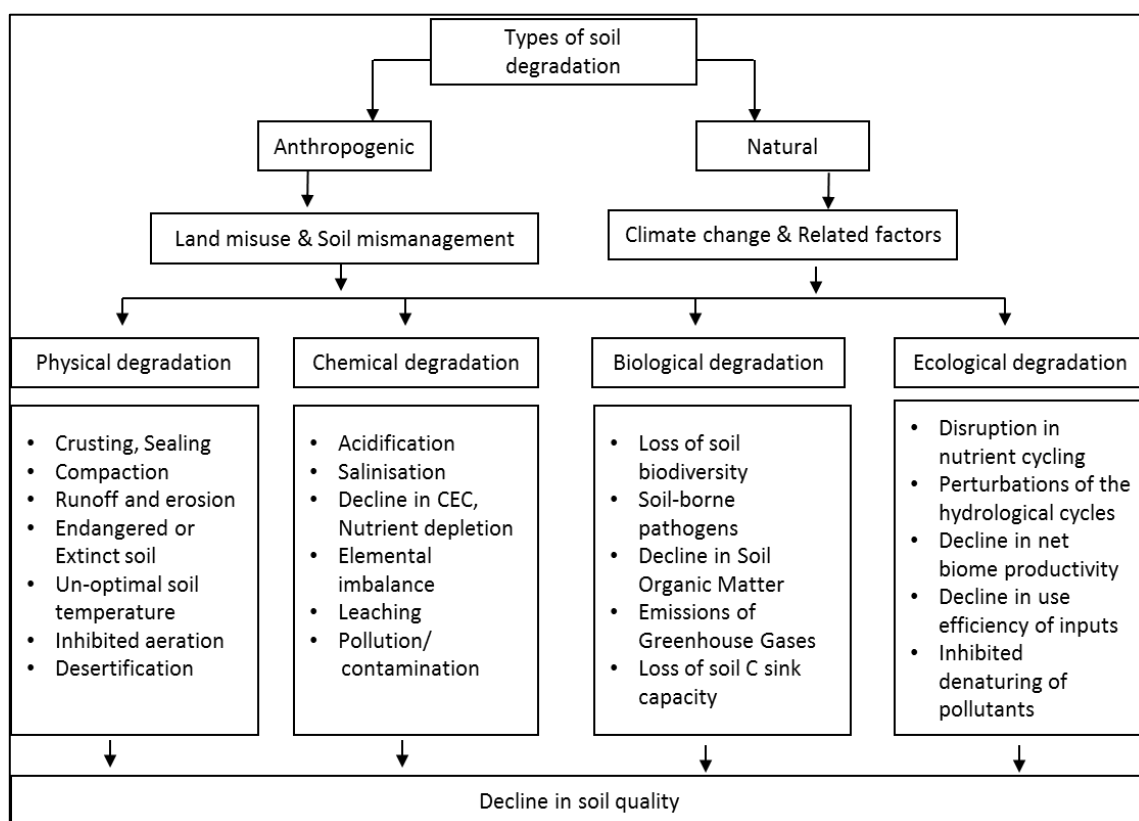 Types of soil
degradation
Anthropogenic
Natural
Land misuse & Soil mismanagement
Climate change & Related factors
Physical degradation
Chemical degradation
Biological degradation
Ecological degradation
• Crusting, Sealing
• Compaction
• Runoff and erosion
• Endangered or
Extinct soil
• Un-optimal soil
temperature
• Inhibited aeration
• Desertification
• Acidification
• Salinisation
• Decline in CEC,
Nutrient depletion
• Elemental
imbalance
• Leaching
• Pollution/
contamination
• Loss of soil
biodiversity
• Soil-borne
pathogens
• Decline in Soil
Organic Matter
• Emissions of
Greenhouse Gases
• Loss of soil C sink
capacity
• Disruption in
nutrient cycling
• Perturbations of the
hydrological cycles
• Decline in net
biome productivity
• Decline in use
efficiency of inputs
• Inhibited
denaturing of
pollutants
Decline in soil quality